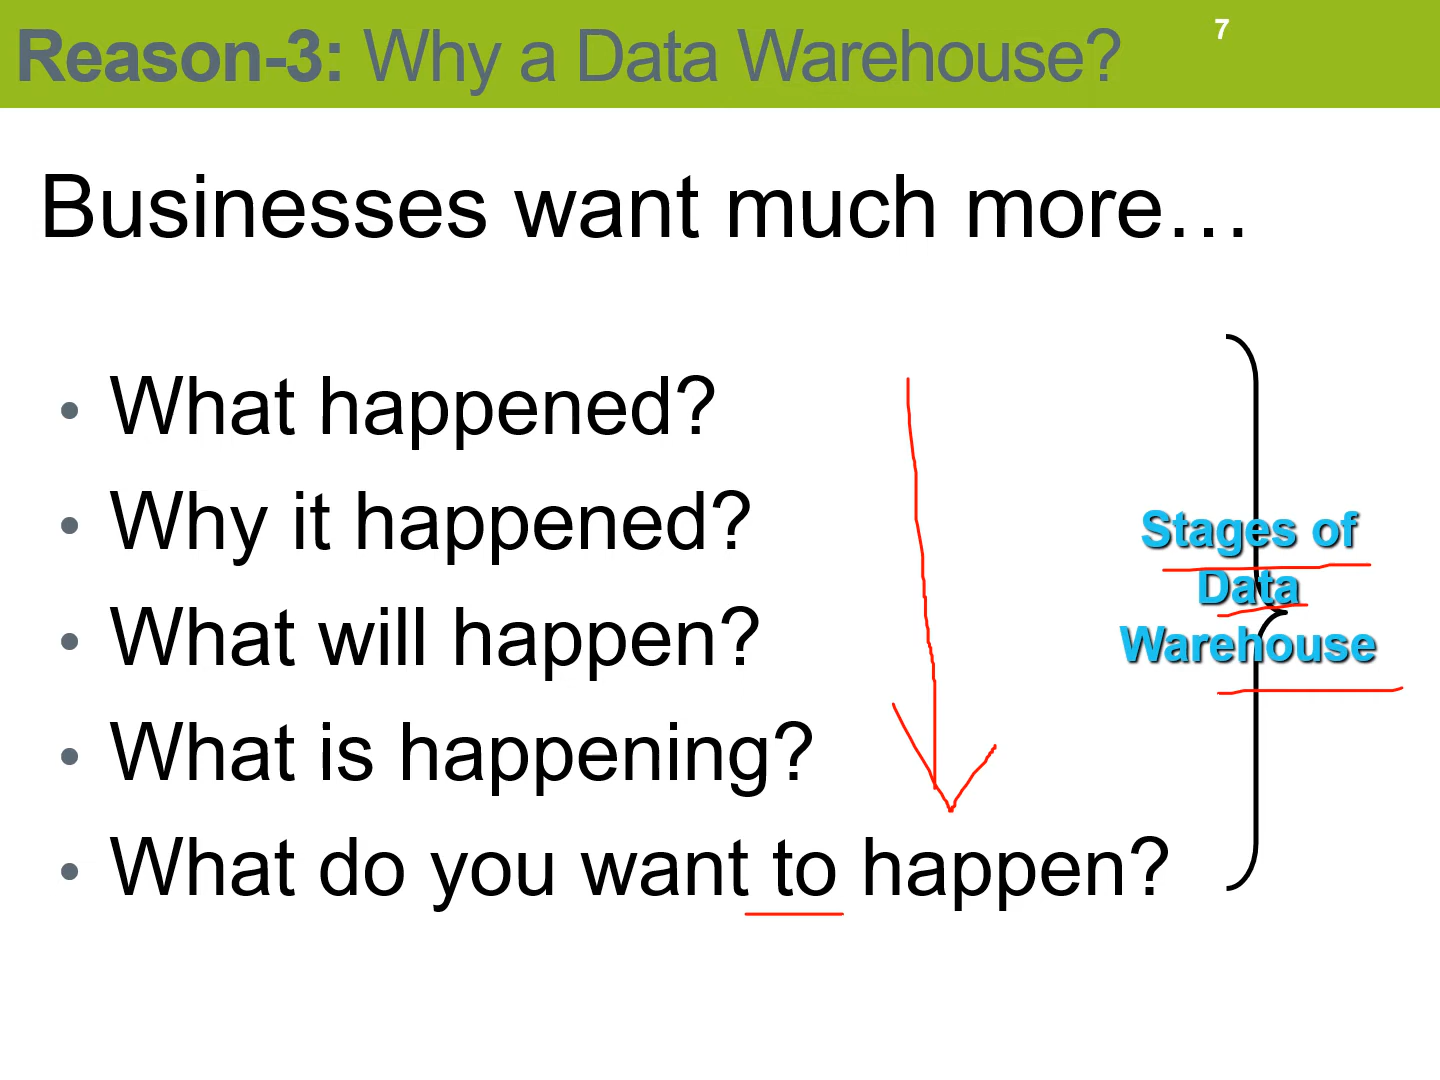 Reason-3: Why a Data Warehouse?
7
Businesses want much more…
• What happened?
• Why it happened?
• What will happen?
• What is happening?
• What do you want to happen?
Stages of
Data
Warehouse